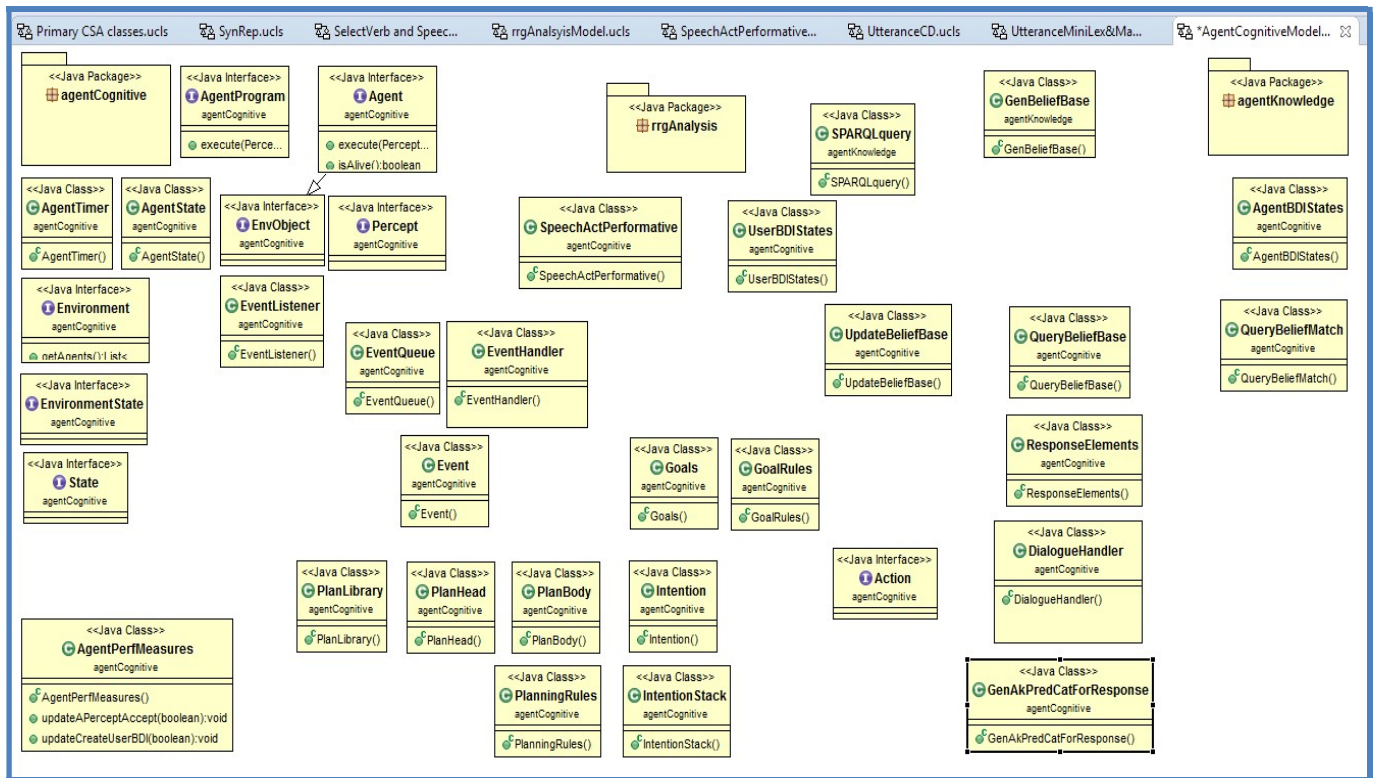 Primary CSA classes.ucls
SynRep.ucls
SelectVerb and Speec...
rrgAnalsyisModel.ucls
SpeechActPerformative...
UtteranceCD.ucls
UtteranceMiniLex&Ma...
*AgentCognitiveModel...
<<Java Package>>
agentCognitive
<<Java Interface>>
AgentProgram
agentCognitive
execute(Perce...
<<Java Interface>>
Agent
agentCognitive
execute(Percept...
isAlive():boolean
<<Java Package>>
rrgAnalysis
<<Java Class>>
SPARQLquery
agentKnowledge
SPARQLquery()
<<Java Class>>
GenBeliefBase
agentKnowledge
GenBeliefBase()
<<Java Package>>
agentKnowledge
<<Java Class>>
AgentTimer
agentCognitive
AgentTimer()
<<Java Class>>
AgentState
agentCognitive
AgentState()
<<Java Interface>>
EnvObject
agentCognitive
<<Java Interface>>
Percept
agentCognitive
<<Java Class>>
SpeechActPerformative
agentCognitive
SpeechActPerformative()
<<Java Class>>
UserBDIStates
agentCognitive
UserBDIStates()
<<Java Class>>
AgentBDIStates
agentCognitive
AgentBDIStates()
<<Java Interface>>
Environment
agentCognitive
getAgents():List<
<<Java Class>>
EventListener
agentCognitive
EventListener()
<<Java Class>>
EventQueue
agentCognitive
EventQueue()
<<Java Class>>
EventHandler
agentCognitive
EventHandler()
<<Java Class>>
UpdateBeliefBase
agentCognitive
UpdateBeliefBase()
<<Java Class>>
QueryBeliefBase
agentCognitive
QueryBeliefBase()
<<Java Class>>
QueryBeliefMatch
agentCognitive
QueryBeliefMatch()
<<Java Interface>>
EnvironmentState
agentCognitive
<<Java Interface>>
State
agentCognitive
<<Java Class>>
Event
agentCognitive
Event()
<<Java Class>>
Goals
agentCognitive
Goals()
<<Java Class>>
GoalRules
agentCognitive
GoalRules()
<<Java Class>>
ResponseElements
agentCognitive
ResponseElements()
<<Java Class>>
PlanLibrary
agentCognitive
PlanLibrary()
<<Java Class>>
PlanHead
agentCognitive
PlanHead()
<<Java Class>>
PlanBody
agentCognitive
PlanBody()
<<Java Class>>
Intention
agentCognitive
Intention()
<<Java Interface>>
Action
agentCognitive
<<Java Class>>
DialogueHandler
agentCognitive
DialogueHandler()
<<Java Class>>
AgentPerfMeasures
agentCognitive
AgentPerfMeasures()
updateAPerceptAccept(boolean):void
updateCreateUserBDI(boolean):void
<<Java Class>>
PlanningRules
agentCognitive
PlanningRules()
<<Java Class>>
IntentionStack
agentCognitive
IntentionStack()
<<Java Class>>
GenAkPredCatForResponse
agentCognitive
GenAkPredCatForResponse()